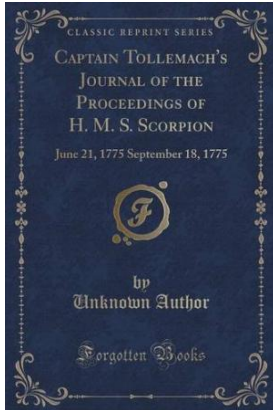 CLASSIC REPRINT SERIES
CAPTAIN TOLLEMACH'S
JOURNAL OF THE
PROCEEDINGS OF
H. M. S. SCORPION
June 21, 1775 September 18, 1775
F
by
Unknown Author
Forgotten Books